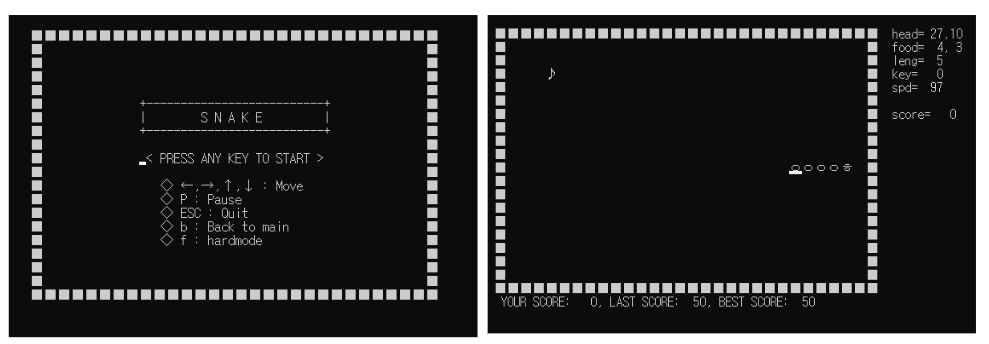 +---------------------------+
| S N A K E |
+---------------------------+
< PRESS ANY KEY TO START >
◇ ←,→,↑,↓ : Move
◇ P : Pause
◇ ESC : Quit
◇ b : Back to main
◇ f : hardmode
head= 27,10
food= 4, 3
leng= 5
key= 0
spd= 97
score= 0
YOUR SCORE: 0, LAST SCORE: 50, BEST SCORE: 50